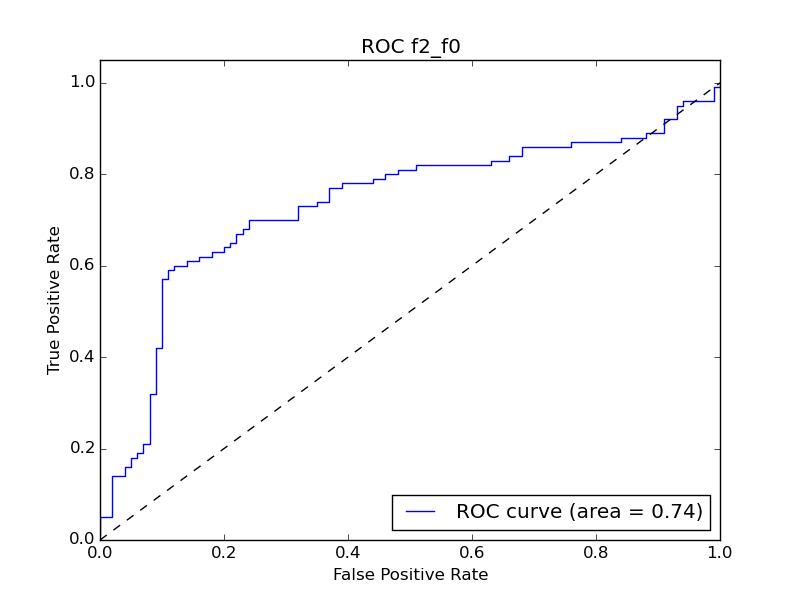 ROC f2_f0
1.0
0.8
0.6
0.4
0.2
0.0
True Positive Rate
ROC curve (area = 0.74)
0.0 0.2 0.4 0.6 0.8 1.0
False Positive Rate